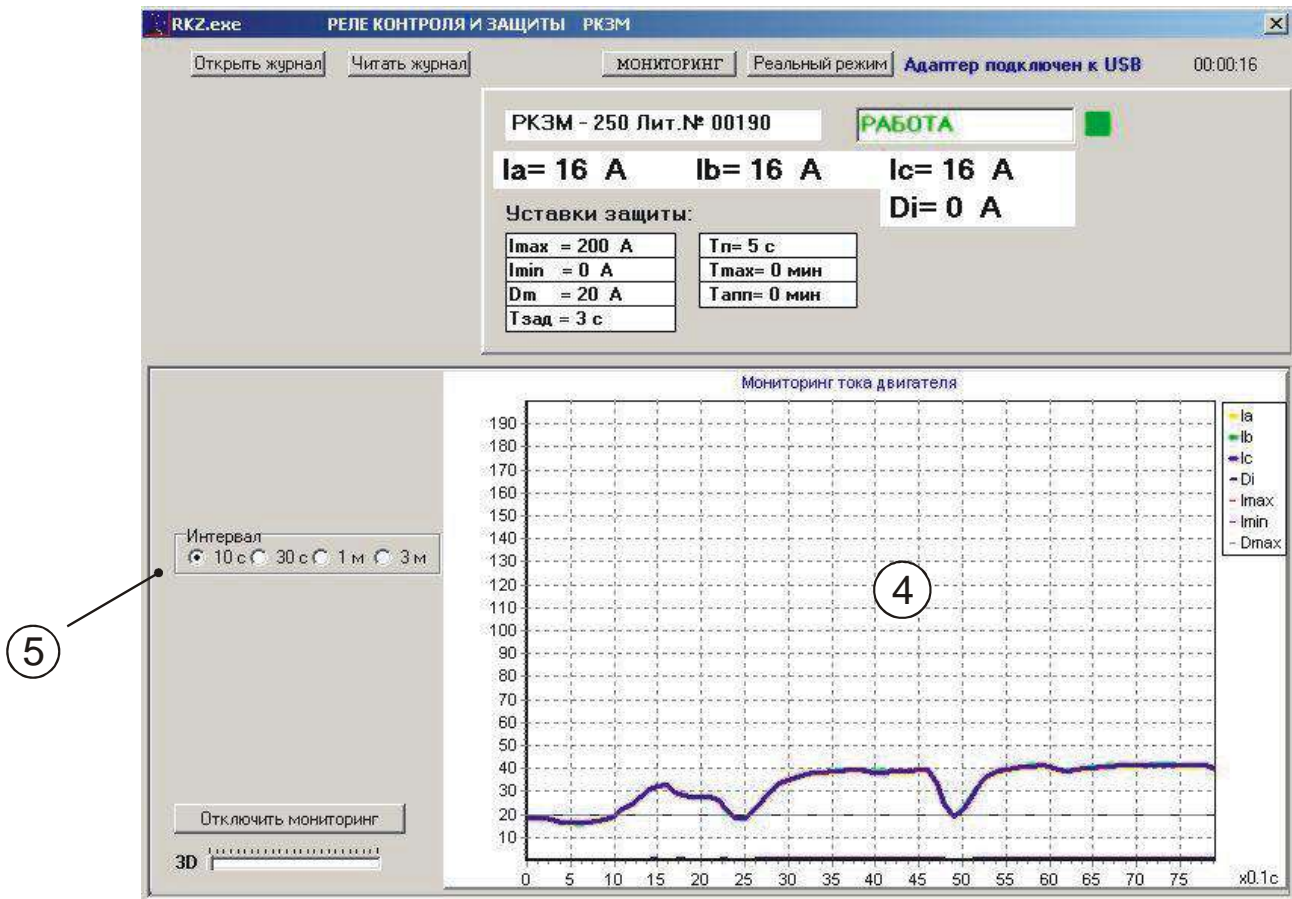 RKZ.exe РЕЛЕ КОНТРОЛЯ И ЗАЩИТЫ РКЗМ
Открыть журнал Читать журнал МОНИТОРИНГ Реальный режим Адаптер подключен к USB 00:00:16
РКЗМ - 250 Лит.№ 00190 РАБОТА
Ia= 16 A Ib= 16 A Ic= 16 A
Di= 0 A
Уставки защиты:
Imax = 200 A Тп= 5 с
Imin = 0 A Tmax= 0 мин
Dm = 20 A Тапп= 0 мин
Тзад = 3 с
Мониторинг тока двигателя
190
180
170
160
150
140
130
120
110
100
90
80
70
60
50
40
30
20
10
0 5 10 15 20 25 30 35 40 45 50 55 60 65 70 75 x0.1c
Ia
Ib
Ic
Di
Imax
Imin
Dmax
4
Интервал
10 с 30 с 1 м 3 м
5
Отключить мониторинг
3D